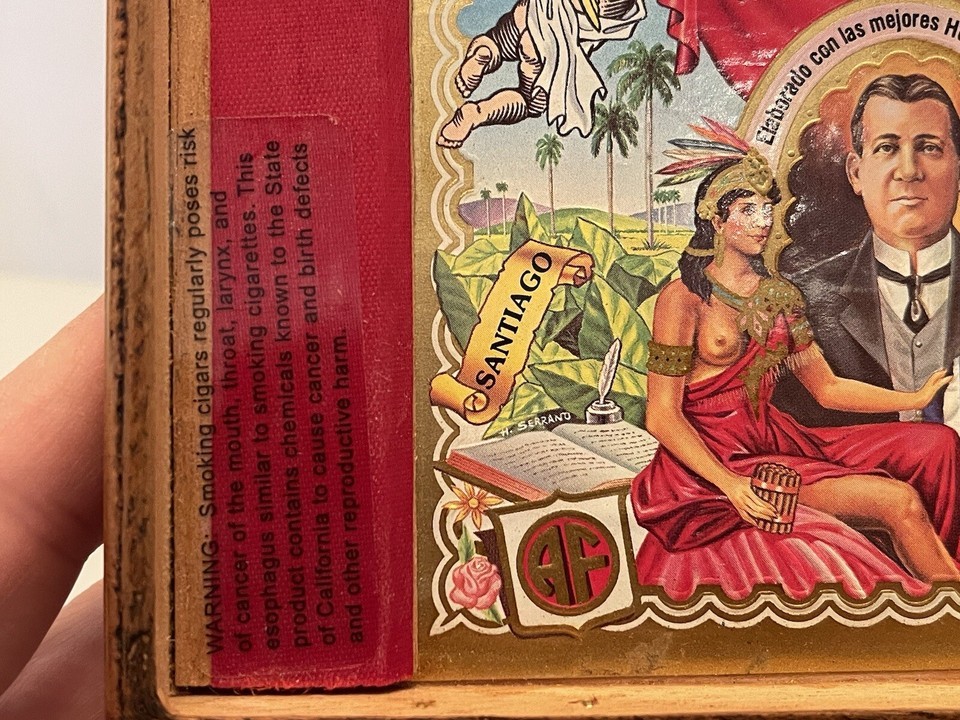 WARNING: Smoking cigars regularly poses risk
of cancer of the mouth, throat, larynx, and
esophagus similar to smoking cigarettes. This
product contains chemicals known to the State
of California to cause cancer and birth defects
and other reproductive harm.
Elaborado con las mejores
SANTIAGO
H. SERRANO
AF